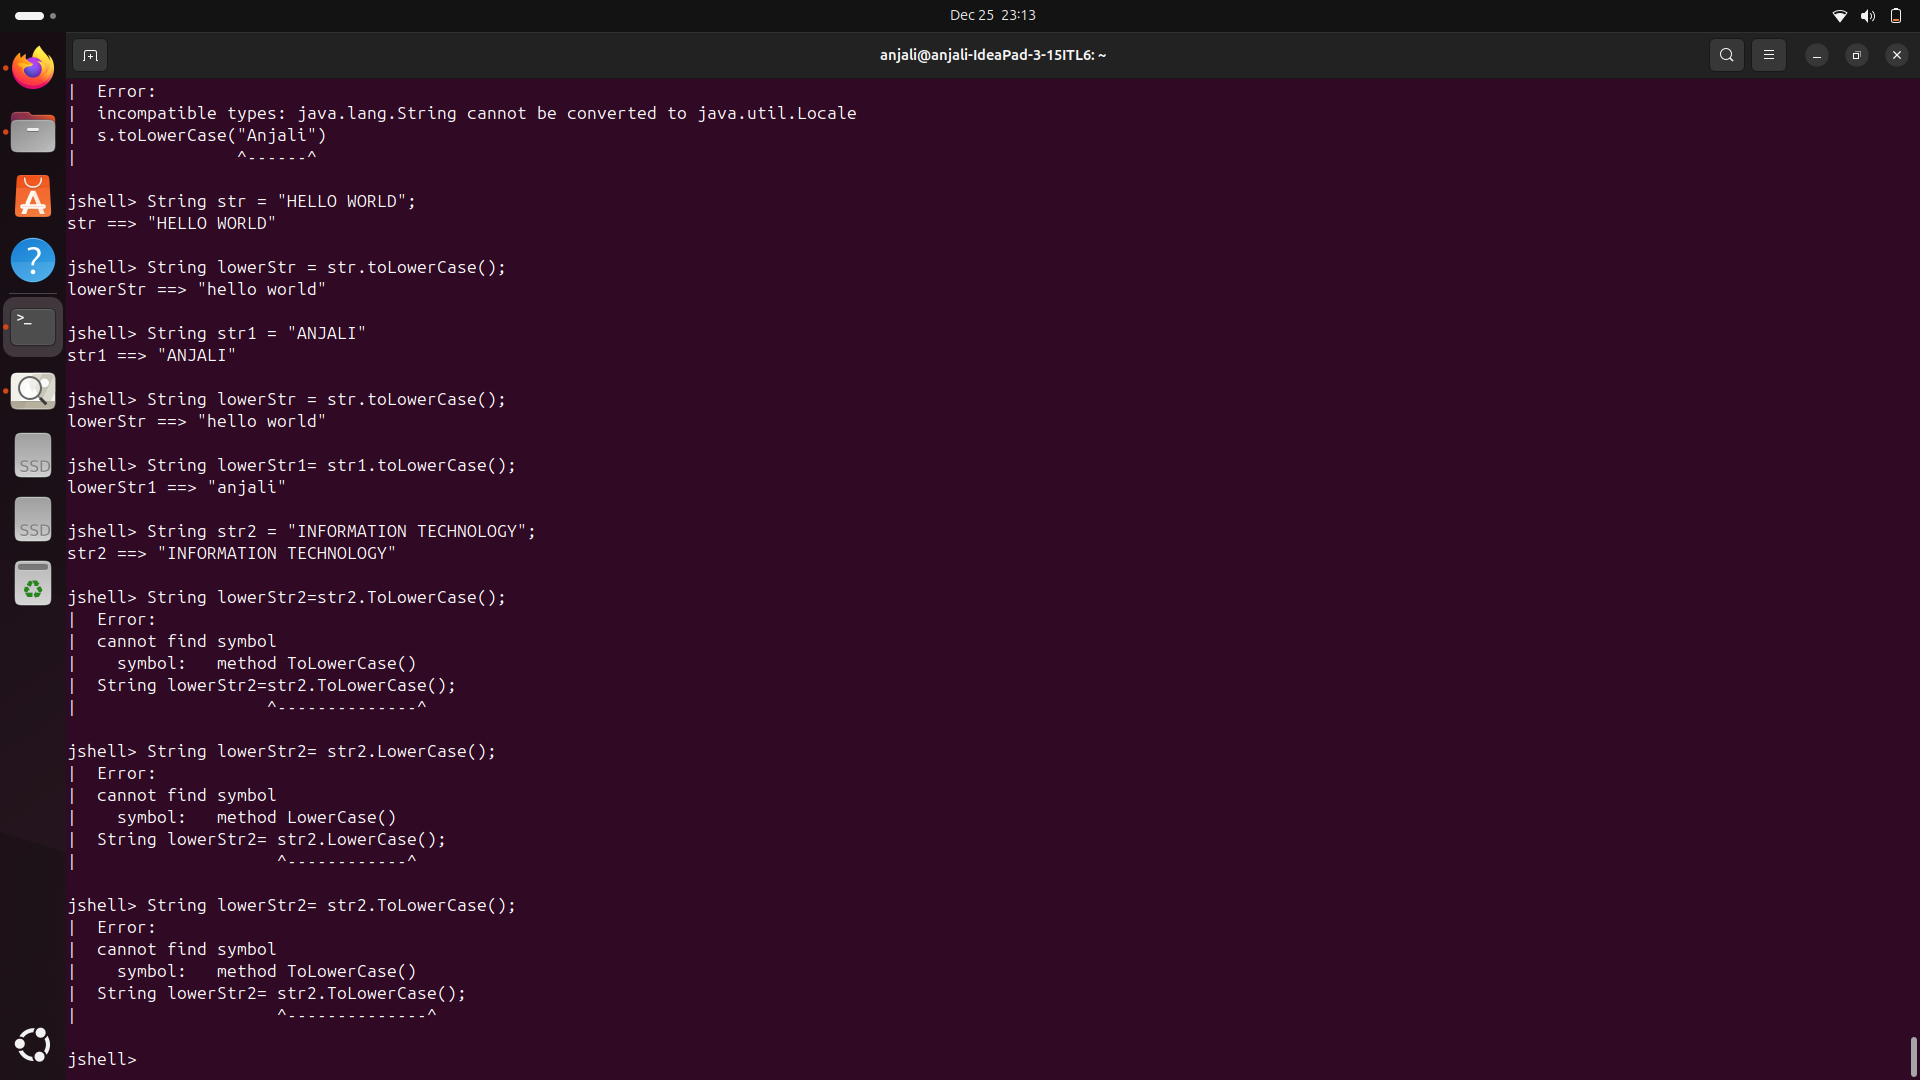 Dec 25 23:13
anjali@anjali-IdeaPad-3-15ITL6: ~
| Error:
| incompatible types: java.lang.String cannot be converted to java.util.Locale
| s.toLowerCase("Anjali")
| ^------^
jshell> String str = "HELLO WORLD";
str ==> "HELLO WORLD"
jshell> String lowerStr = str.toLowerCase();
lowerStr ==> "hello world"
jshell> String str1 = "ANJALI"
str1 ==> "ANJALI"
jshell> String lowerStr = str.toLowerCase();
lowerStr ==> "hello world"
jshell> String lowerStr1= str1.toLowerCase();
lowerStr1 ==> "anjali"
jshell> String str2 = "INFORMATION TECHNOLOGY";
str2 ==> "INFORMATION TECHNOLOGY"
jshell> String lowerStr2=str2.ToLowerCase();
| Error:
| cannot find symbol
| symbol: method ToLowerCase()
| String lowerStr2=str2.ToLowerCase();
| ^--------------^
jshell> String lowerStr2= str2.LowerCase();
| Error:
| cannot find symbol
| symbol: method LowerCase()
| String lowerStr2= str2.LowerCase();
| ^------------^
jshell> String lowerStr2= str2.ToLowerCase();
| Error:
| cannot find symbol
| symbol: method ToLowerCase()
| String lowerStr2= str2.ToLowerCase();
| ^--------------^
jshell>
A
?
>_
SSD
SSD